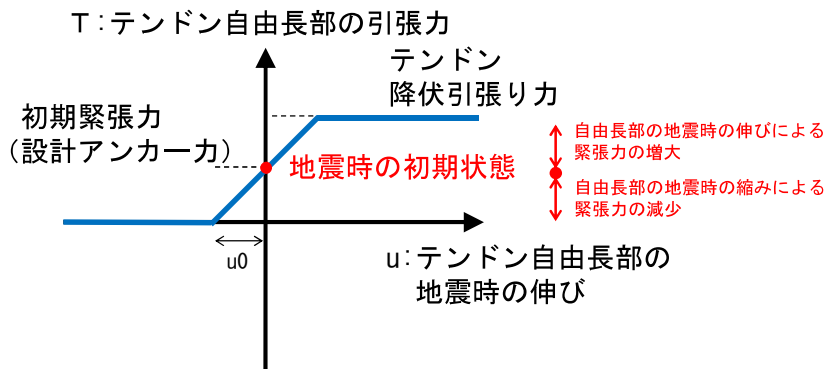 T：テンドン自由長部の引張力
テンドン
降伏引張り力
初期緊張力
（設計アンカー力）
地震時の初期状態
自由長部の地震時の伸びによる
緊張力の増大
自由長部の地震時の縮みによる
緊張力の減少
u0
u：テンドン自由長部の
地震時の伸び